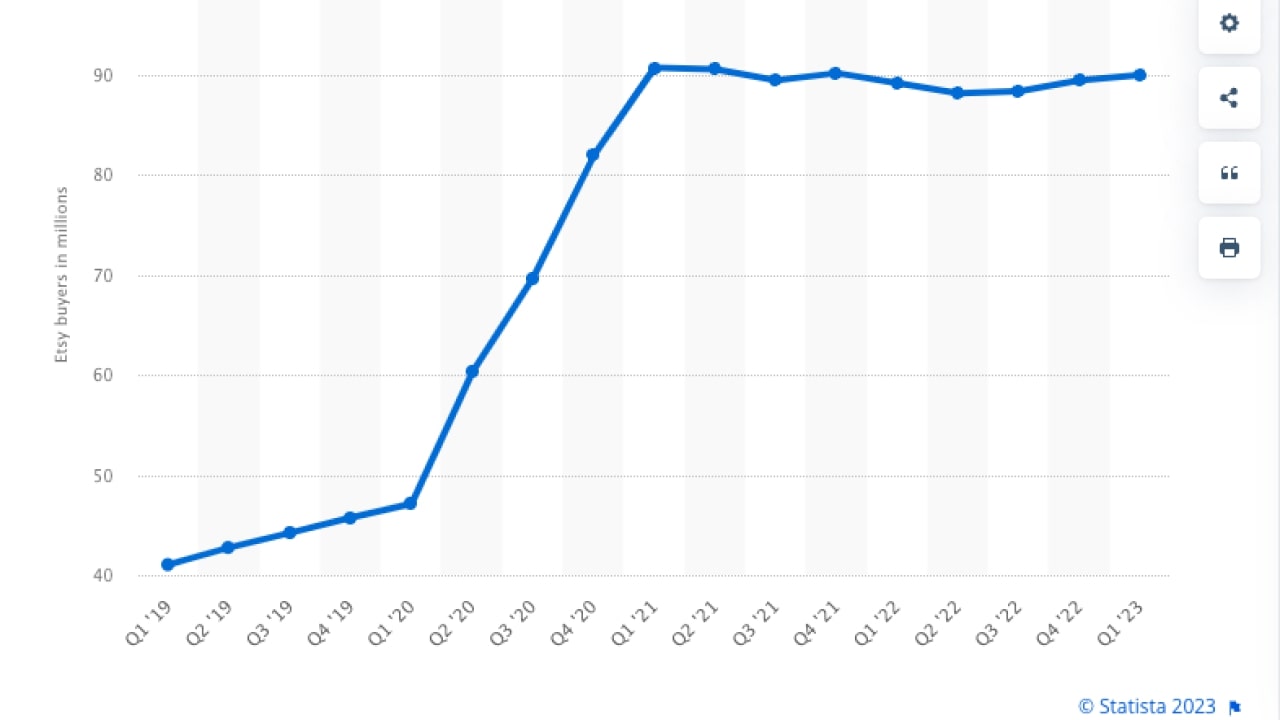 90
80
70
60
50
40
Etsy buyers in millions
Q1 '19
Q2 '19
Q3 '19
Q4 '19
Q1 '20
Q2 '20
Q3 '20
Q4 '20
Q1 '21
Q2 '21
Q3 '21
Q4 '21
Q1 '22
Q2 '22
Q3 '22
Q4 '22
Q1 '23
© Statista 2023